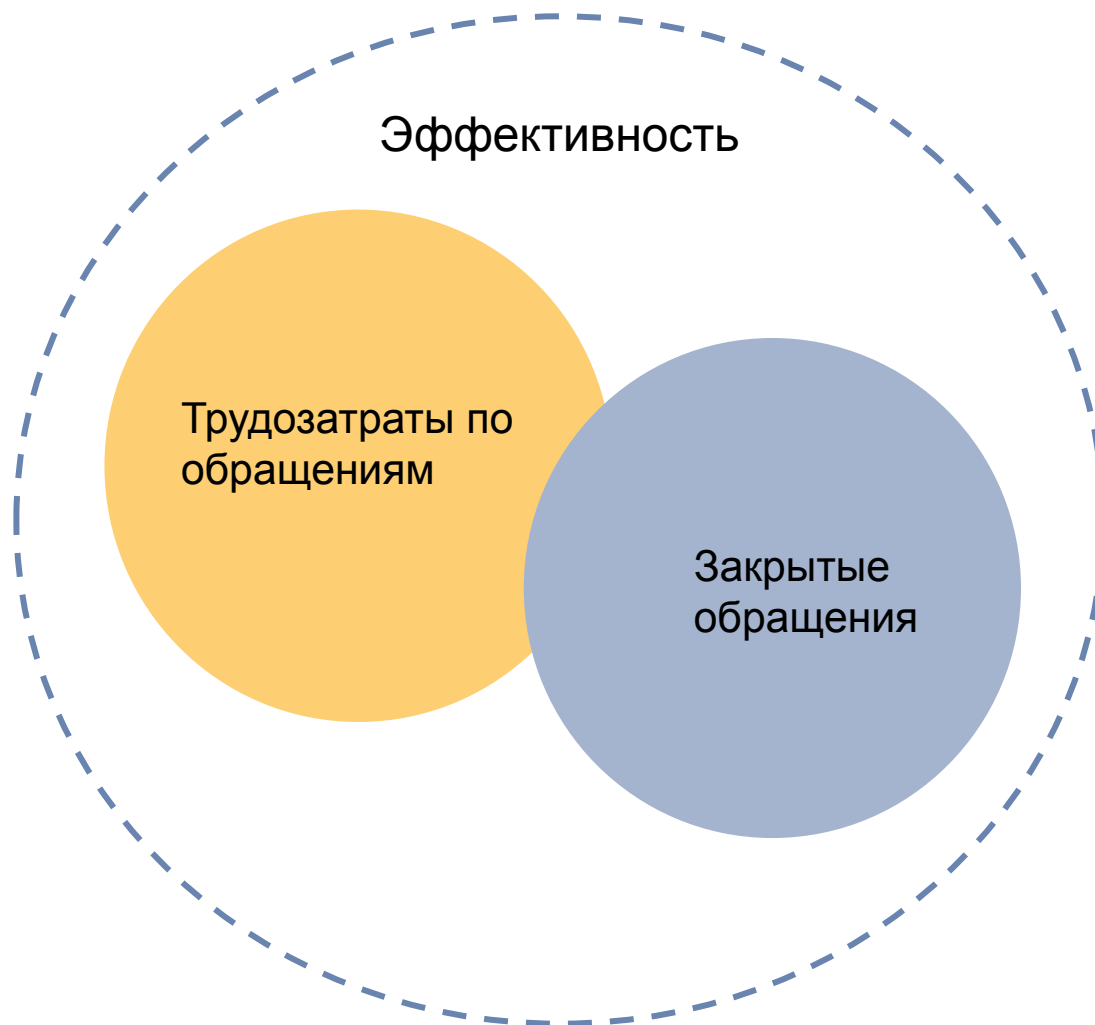 Эффективность
Трудозатраты по
обращениям
Закрытые
обращения